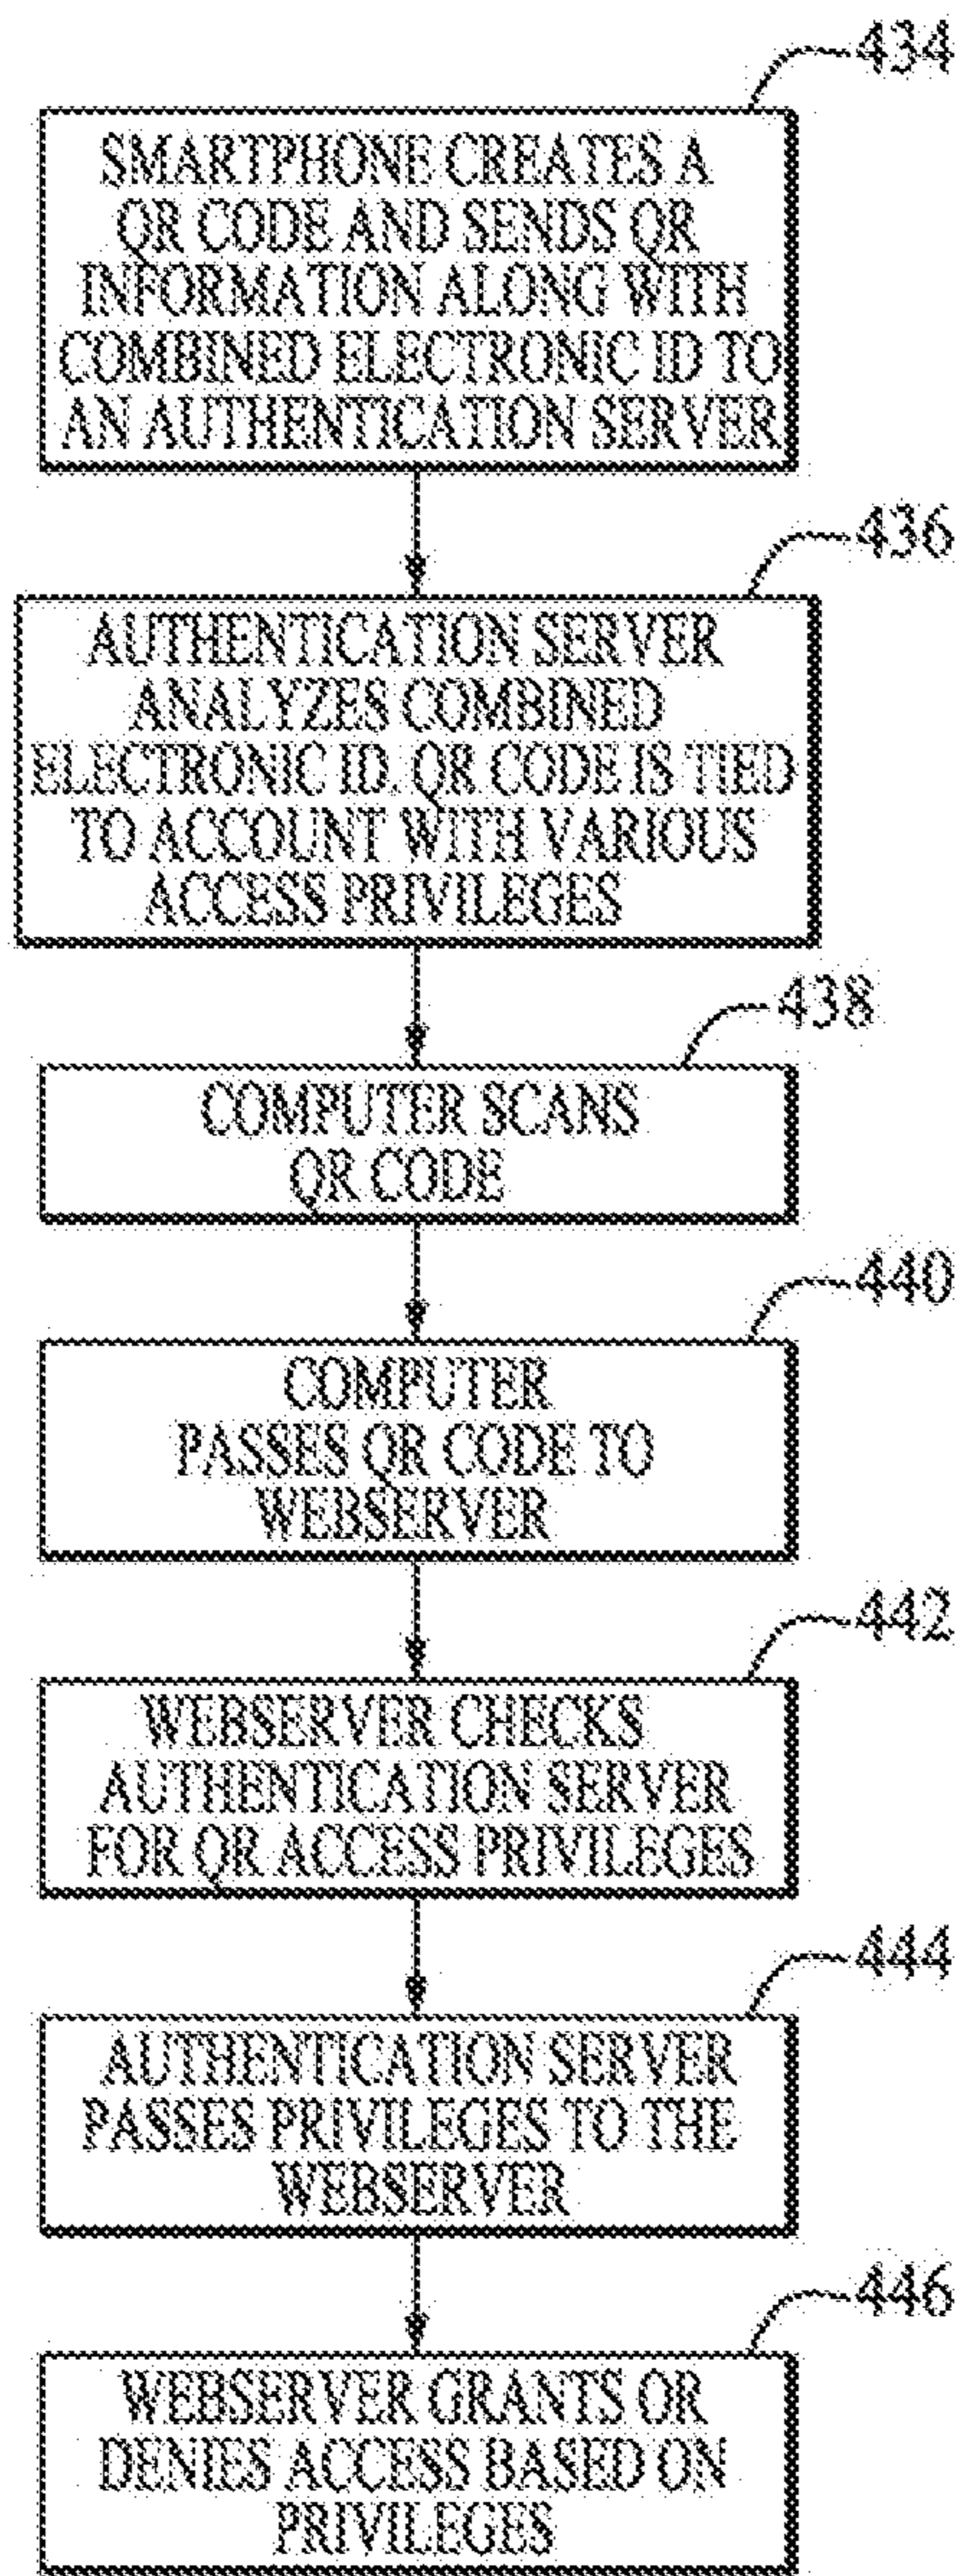 434
SMARTPHONE CREATES A
QR CODE AND SENDS QR
INFORMATION ALONG WITH
COMBINED ELECTRONIC ID TO
AN AUTHENTICATION SERVER
436
AUTHENTICATION SERVER
ANALYZES COMBINED
ELECTRONIC ID. QR CODE IS TIED
TO ACCOUNT WITH VARIOUS
ACCESS PRIVILEGES
438
COMPUTER SCANS
QR CODE
440
COMPUTER
PASSES QR CODE TO
WEBSERVER
442
WEBSERVER CHECKS
AUTHENTICATION SERVER
FOR QR ACCESS PRIVILEGES
444
AUTHENTICATION SERVER
PASSES PRIVILEGES TO THE
WEBSERVER
446
WEBSERVER GRANTS OR
DENIES ACCESS BASED ON
PRIVILEGES